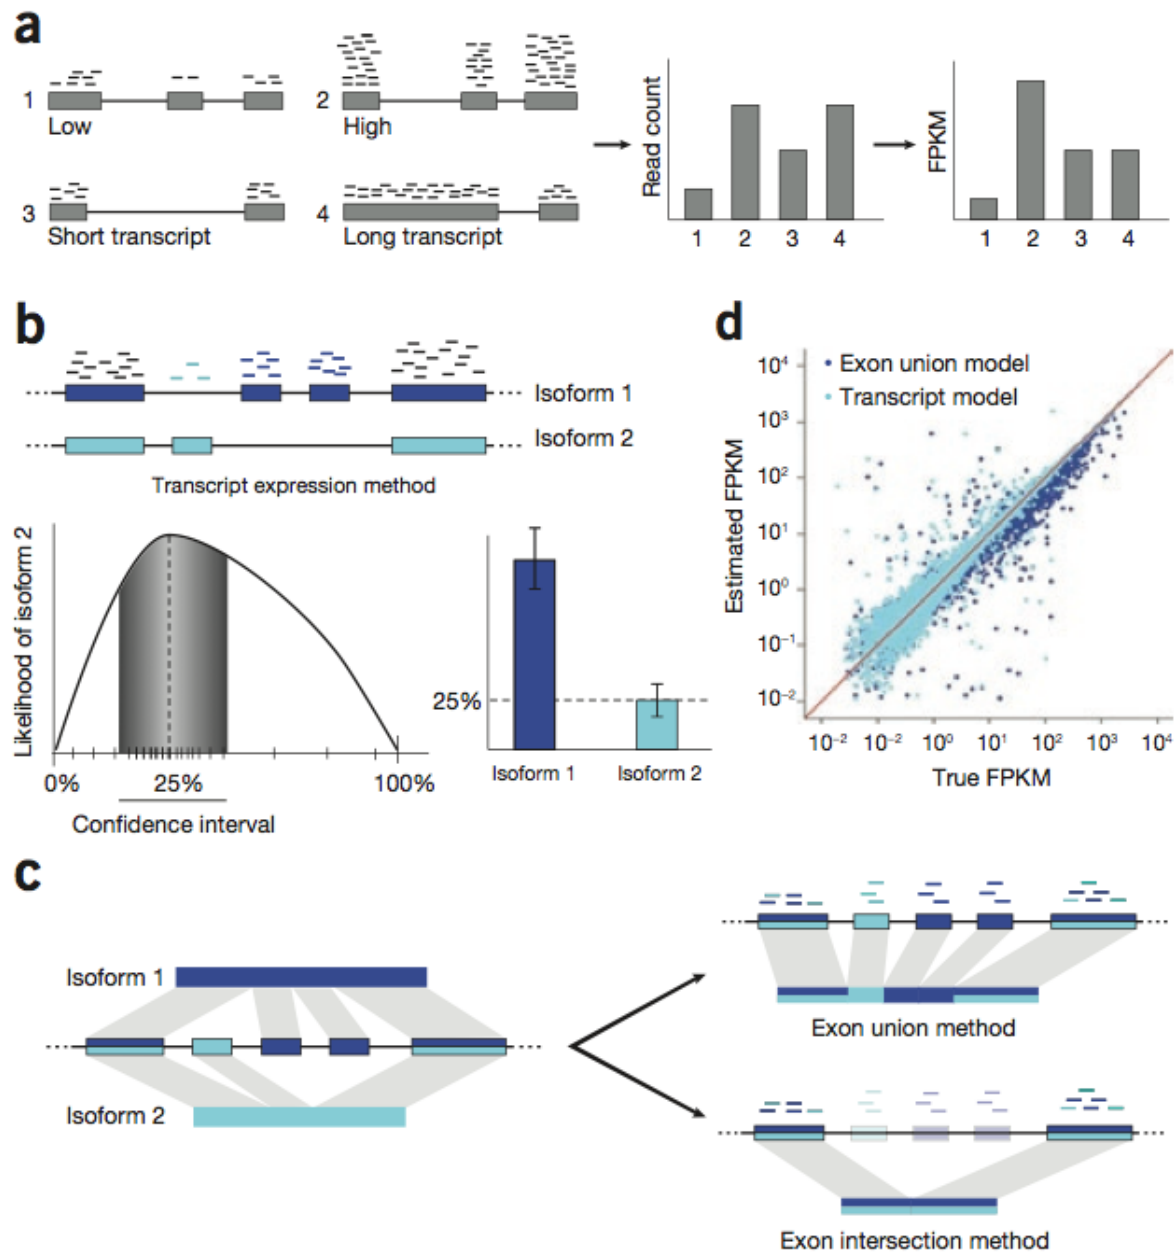 a
1
Low
2
High
3
Short transcript
4
Long transcript
Read count
1 2 3 4
FPKM
1 2 3 4
b
Isoform 1
Isoform 2
Transcript expression method
Likelihood of isoform 2
0% 25% 100%
Confidence interval
25%
Isoform 1 Isoform 2
d
Exon union model
Transcript model
Estimated FPKM
10⁴
10³
10²
10¹
10⁰
10⁻¹
10⁻²
10⁻² 10⁻² 10⁰ 10¹ 10² 10³ 10⁴
True FPKM
c
Isoform 1
Isoform 2
Exon union method
Exon intersection method